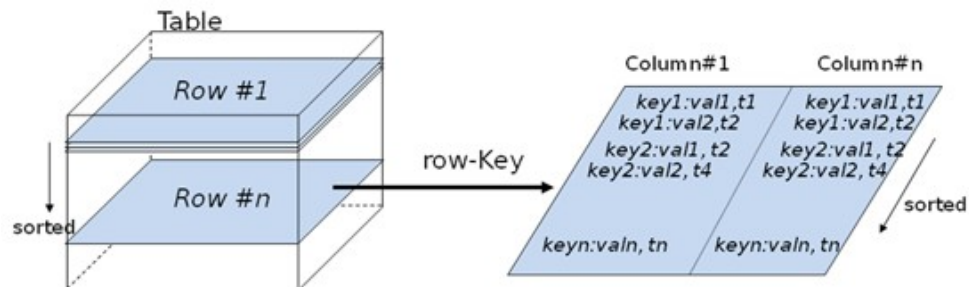 Table
Row #1
Row #n
sorted
row-Key
Column#1
Column#n
key1:val1,t1
key1:val2,t2
key2:val1, t2
key2:val2, t4
keyn:valn, tn
key1:val1,t1
key1:val2,t2
key2:val1, t2
key2:val2, t4
keyn:valn, tn
sorted